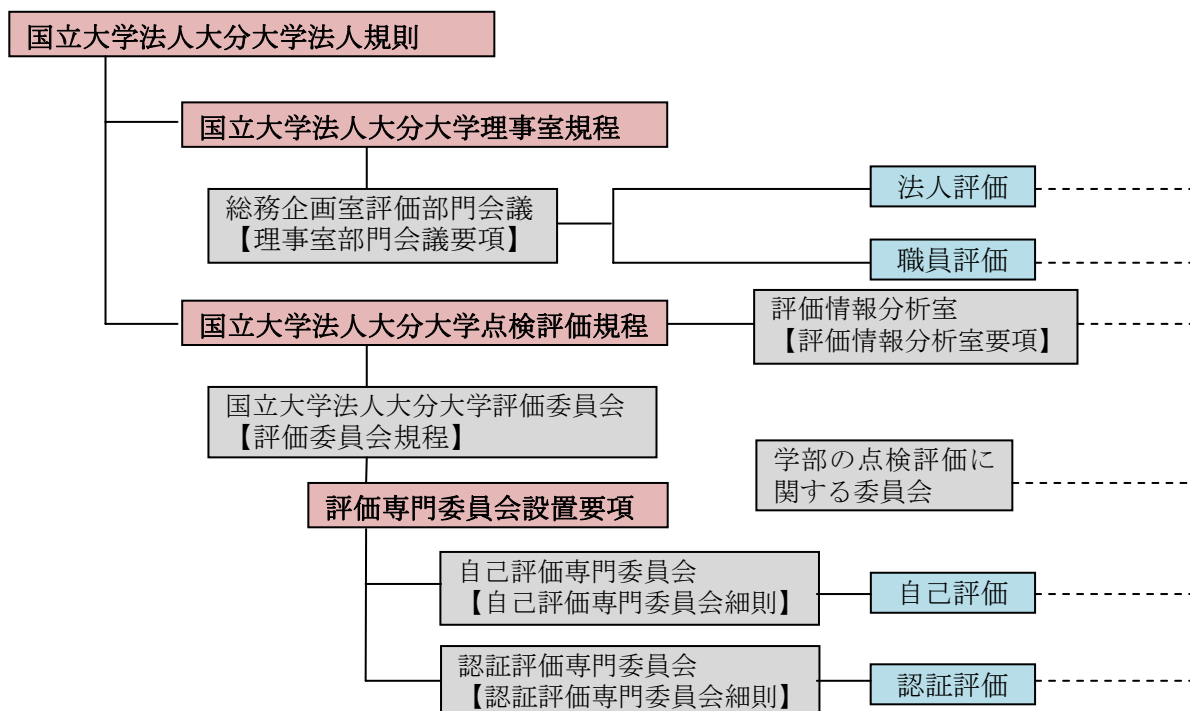 国立大学法人大分大学法人規則
国立大学法人大分大学理事室規程
総務企画室評価部門会議
【理事室部門会議要項】
法人評価
職員評価
国立大学法人大分大学点検評価規程
評価情報分析室
【評価情報分析室要項】
国立大学法人大分大学評価委員会
【評価委員会規程】
学部の点検評価に
関する委員会
評価専門委員会設置要項
自己評価専門委員会
【自己評価専門委員会細則】
自己評価
認証評価専門委員会
【認証評価専門委員会細則】
認証評価